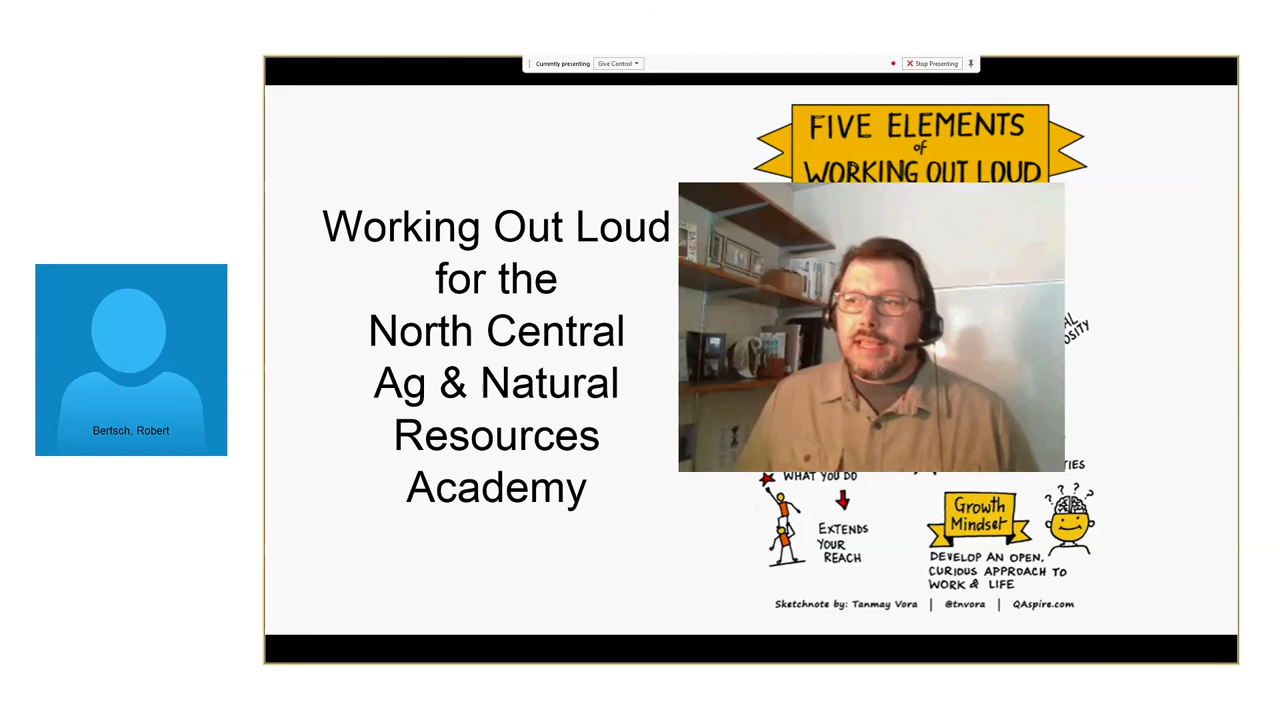 Currently presenting
Give Control
Stop Presenting
FIVE ELEMENTS
of
WORKING OUT LOUD
Working Out Loud
for the
North Central
Ag & Natural
Resources
Academy
Bertsch, Robert
WHAT YOU DO
EXTENDS
YOUR
REACH
Growth
Mindset
? ? ? ?
DEVELOP AN OPEN,
CURIOUS APPROACH TO
WORK & LIFE
Sketchnote by: Tanmay Vora | @tnvora | QAspire.com